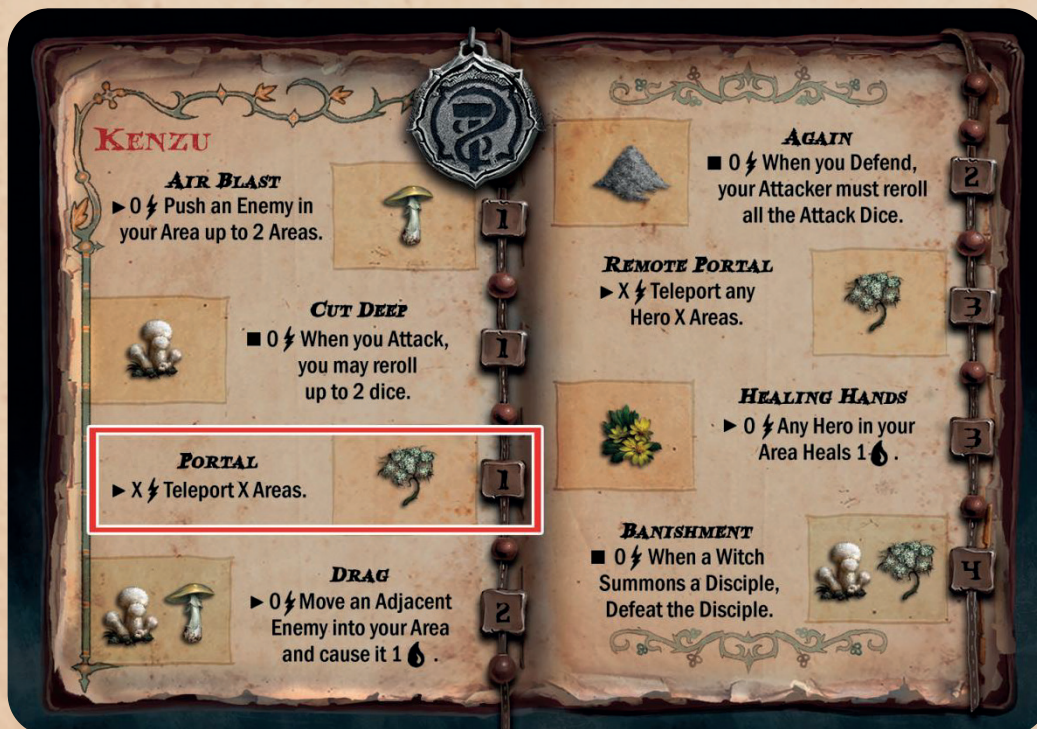 KENZU
AIR BLAST
► 0 ⚡ Push an Enemy in
your Area up to 2 Areas.
1
CUT DEEP
■ 0 ⚡ When you Attack,
you may reroll
up to 2 dice.
1
PORTAL
► X ⚡ Teleport X Areas.
1
DRAG
► 0 ⚡ Move an Adjacent
Enemy into your Area
and cause it 1 🌢 .
2
AGAIN
■ 0 ⚡ When you Defend,
your Attacker must reroll
all the Attack Dice.
2
REMOTE PORTAL
► X ⚡ Teleport any
Hero X Areas.
3
HEALING HANDS
► 0 ⚡ Any Hero in your
Area Heals 1 🌢 .
3
BANISHMENT
■ 0 ⚡ When a Witch
Summons a Disciple,
Defeat the Disciple.
4